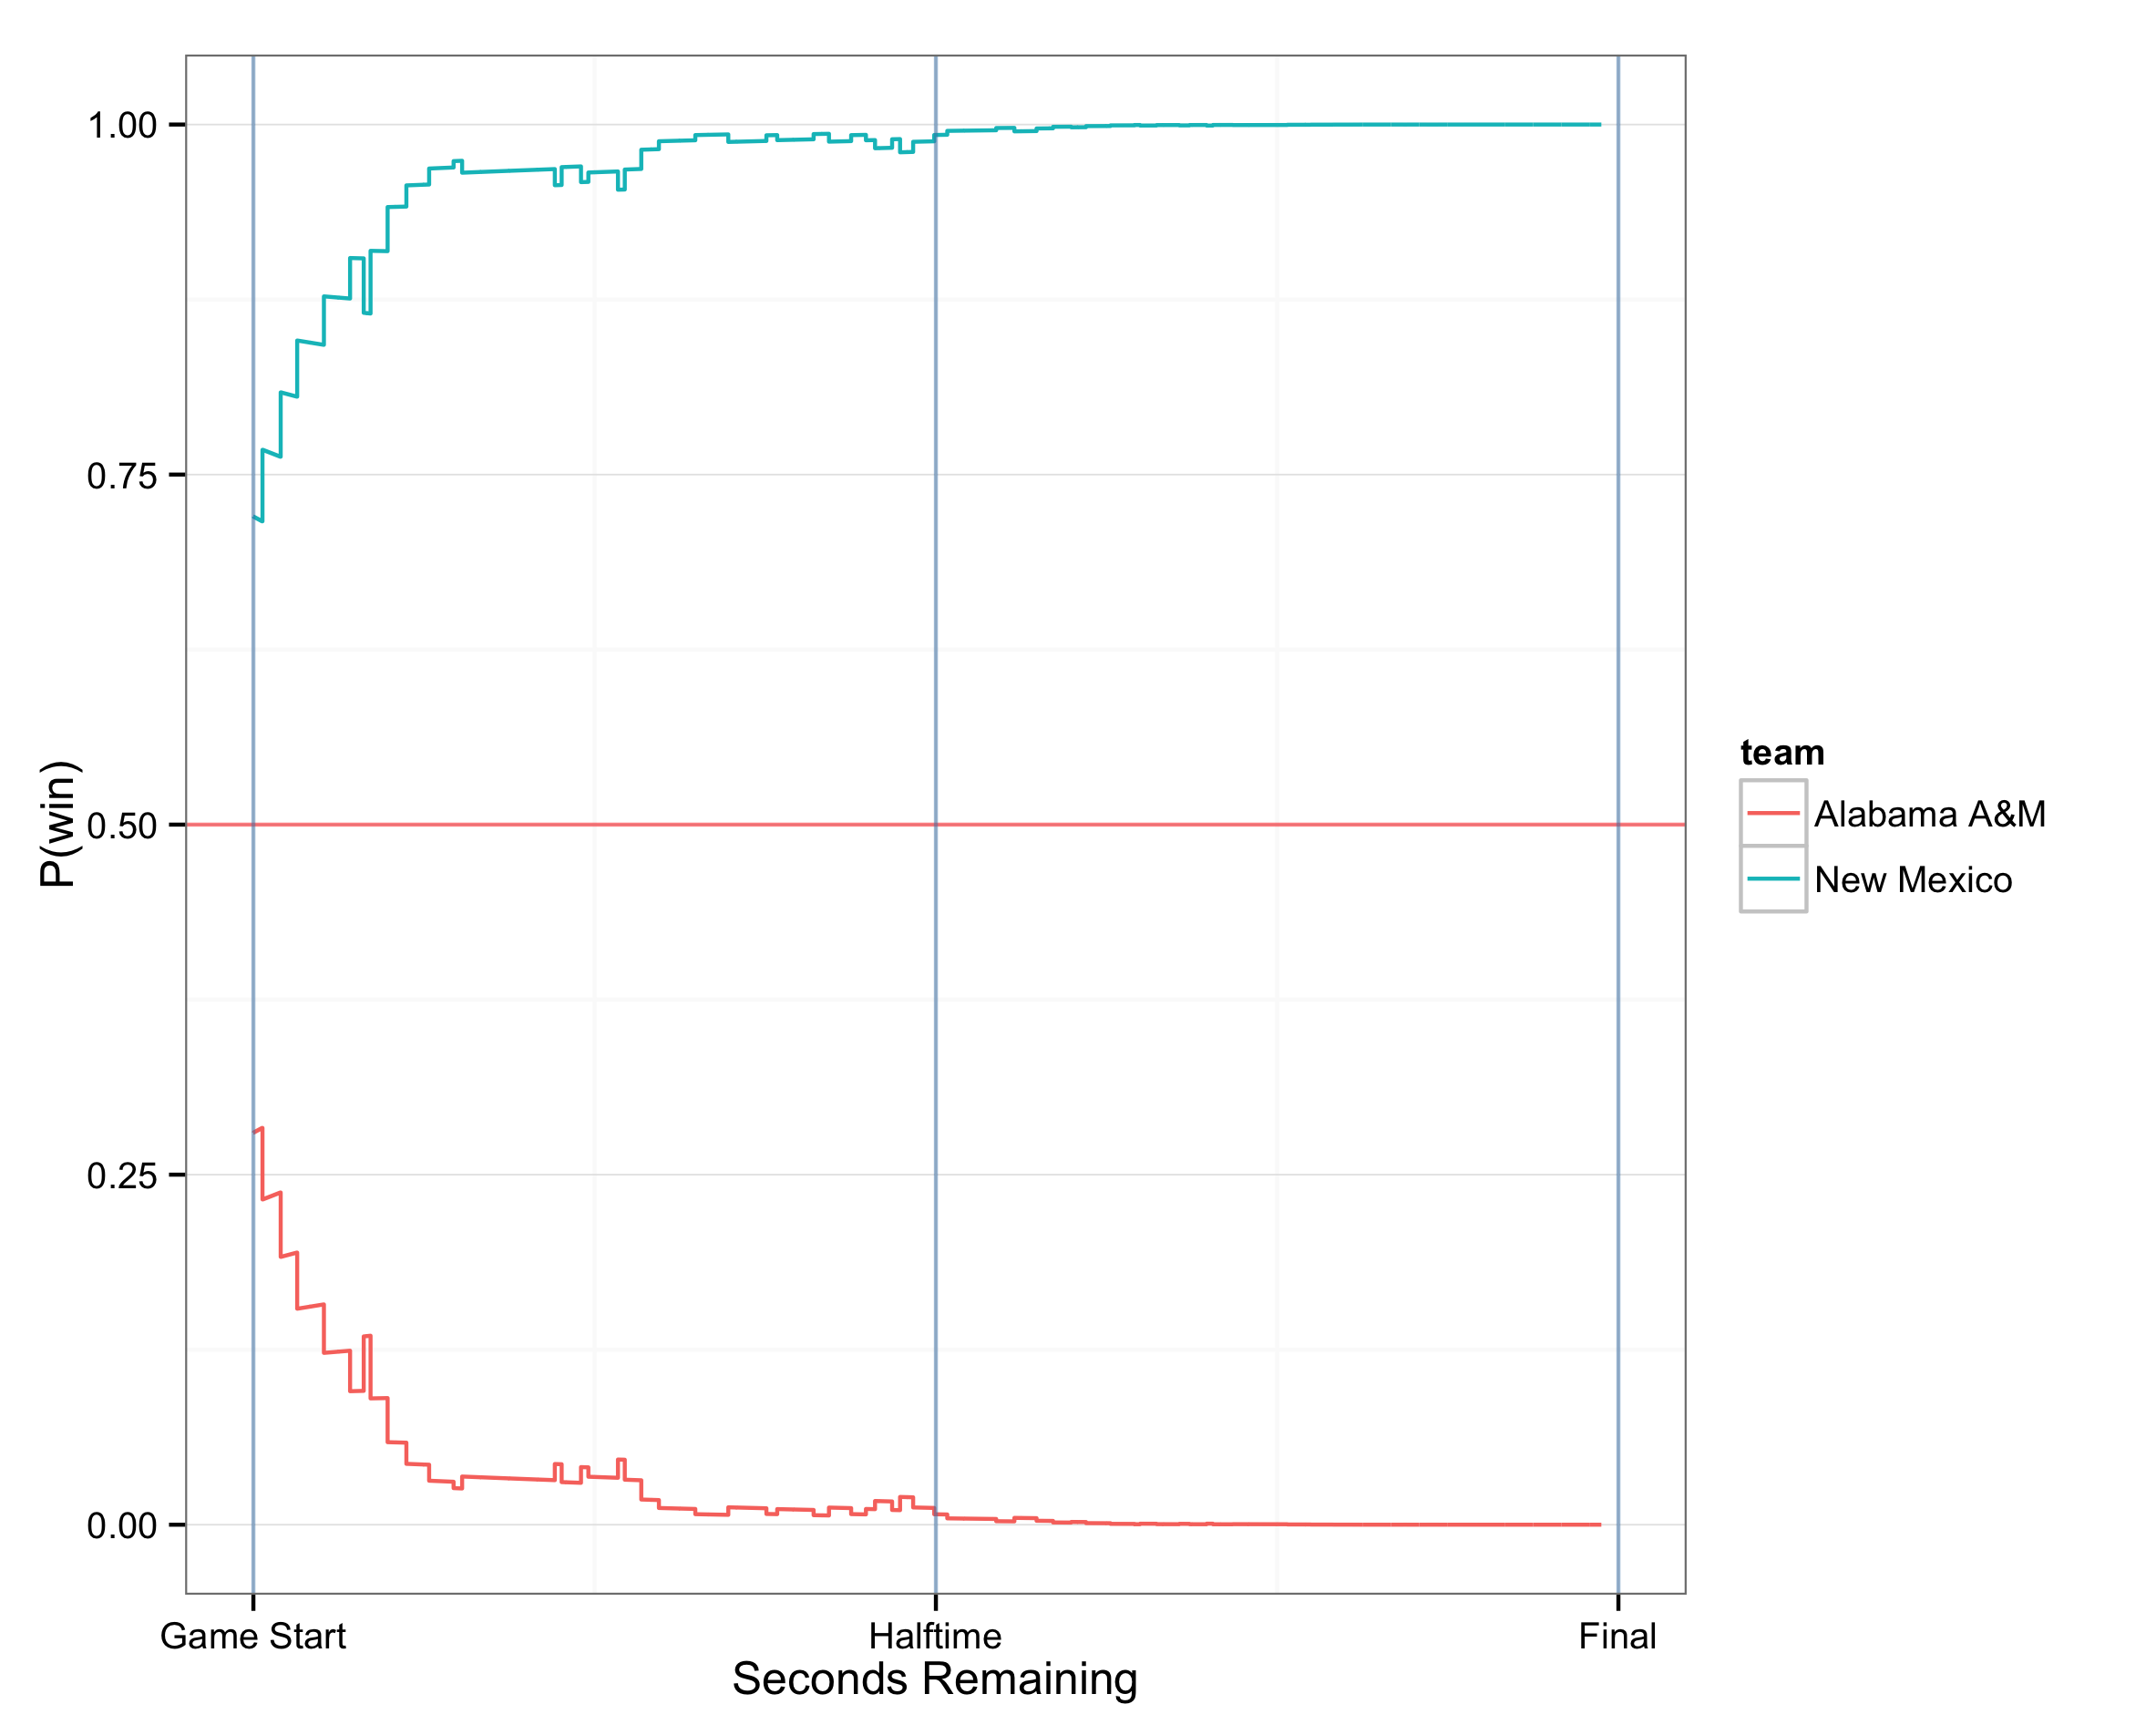 1.00
0.75
0.50
0.25
0.00
P(win)
Game Start
Halftime
Final
Seconds Remaining
team
Alabama A&M
New Mexico